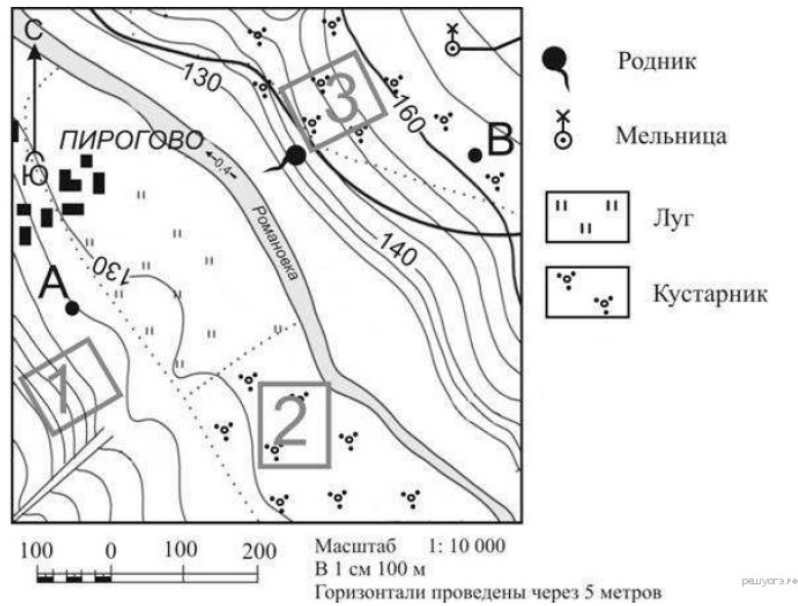 С
130
3
160
ПИРОГОВО
В
Ю
0,4
Романовка
140
130
А
1
2
Родник
Мельница
Луг
Кустарник
100 0 100 200
Масштаб 1: 10 000
В 1 см 100 м
Горизонтали проведены через 5 метров
решуогэ.рф